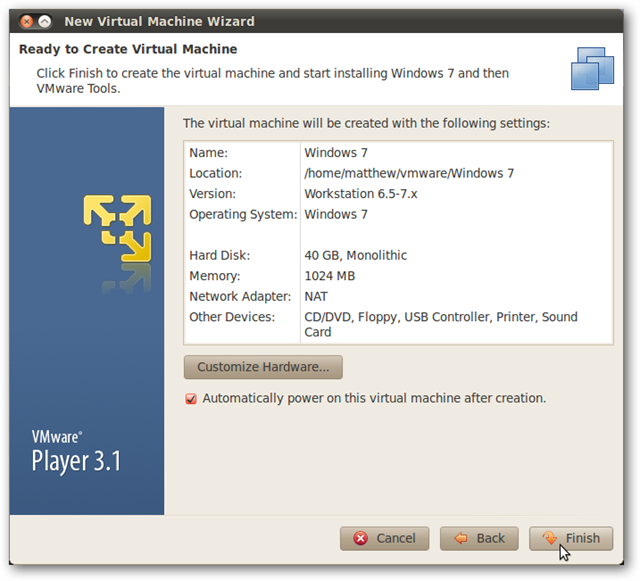 New Virtual Machine Wizard
Ready to Create Virtual Machine
Click Finish to create the virtual machine and start installing Windows 7 and then
VMware Tools.
The virtual machine will be created with the following settings:
Name: Windows 7
Location: /home/matthew/vmware/Windows 7
Version: Workstation 6.5-7.x
Operating System: Windows 7
Hard Disk: 40 GB, Monolithic
Memory: 1024 MB
Network Adapter: NAT
Other Devices: CD/DVD, Floppy, USB Controller, Printer, Sound
Card
Customize Hardware...
Automatically power on this virtual machine after creation.
VMware®
Player 3.1
Cancel Back Finish